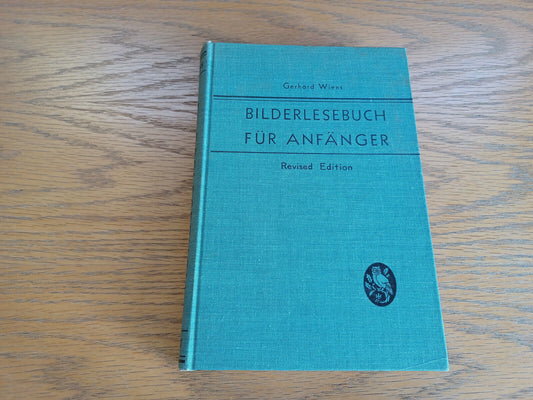 Gerhard Wiens
BILDERLESEBUCH
FÜR ANFÄNGER
Revised Edition